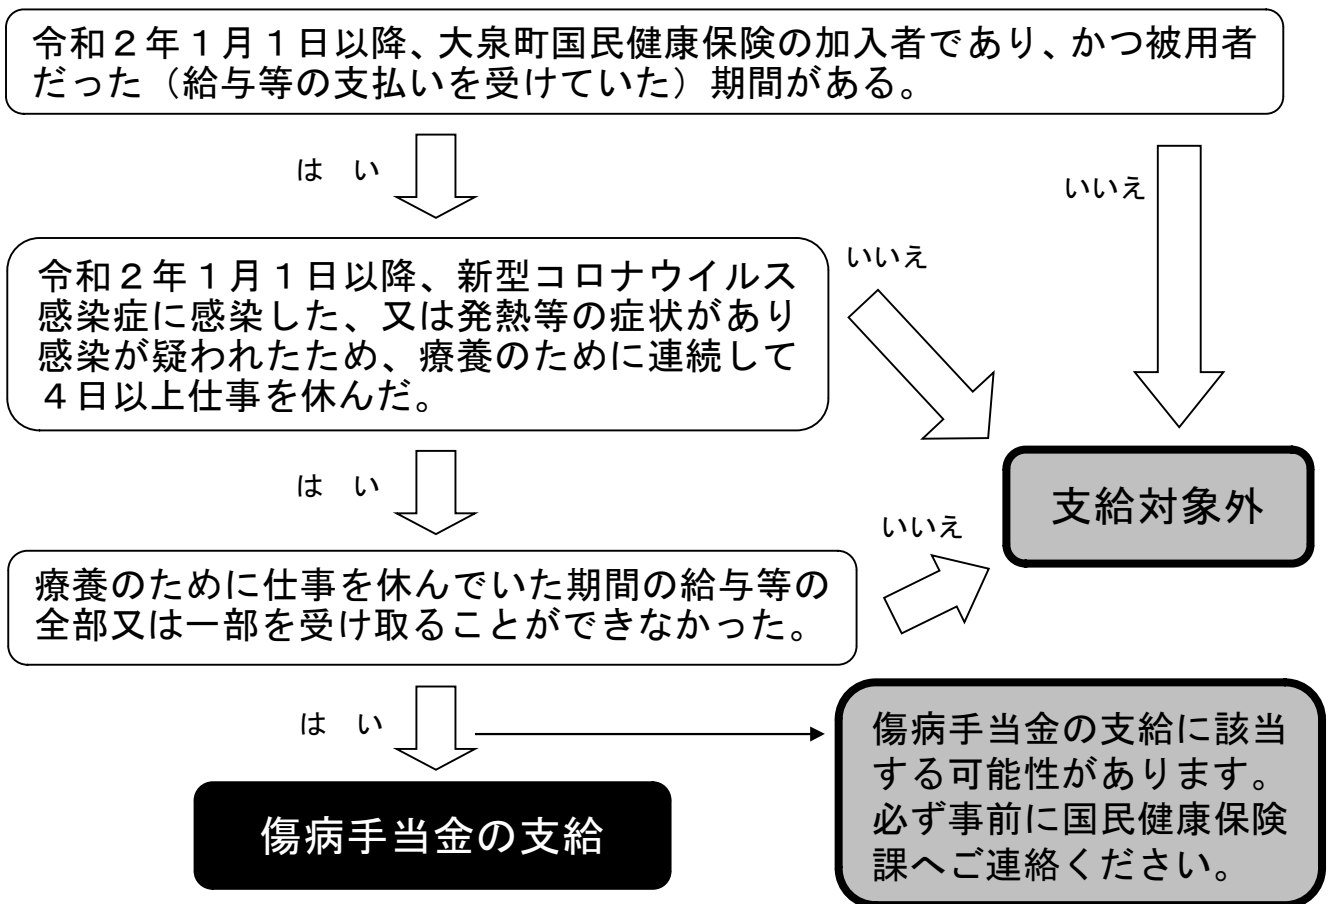 令和２年１月１日以降、大泉町国民健康保険の加入者であり、かつ被用者
だった（給与等の支払いを受けていた）期間がある。
は　い
いいえ
令和２年１月１日以降、新型コロナウイルス
感染症に感染した、又は発熱等の症状があり
感染が疑われたため、療養のために連続して
４日以上仕事を休んだ。
いいえ
は　い
支給対象外
いいえ
療養のために仕事を休んでいた期間の給与等の
全部又は一部を受け取ることができなかった。
は　い
傷病手当金の支給
傷病手当金の支給に該当
する可能性があります。
必ず事前に国民健康保険
課へご連絡ください。